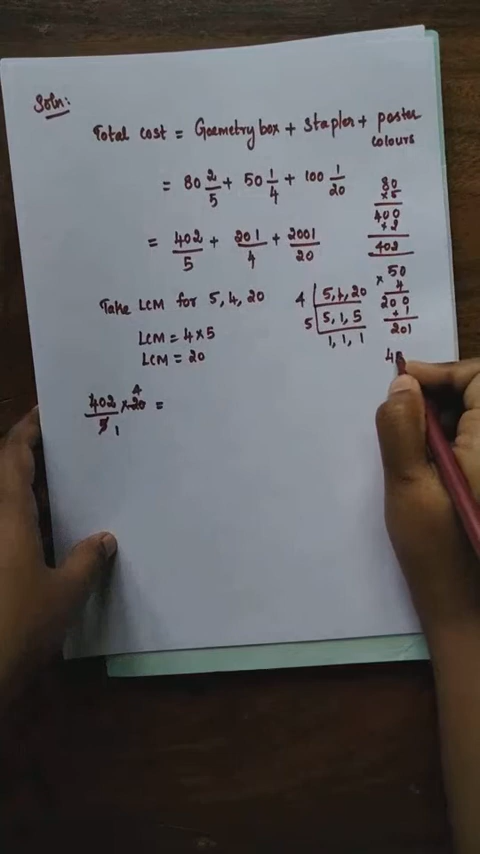 Soln:
Total cost = Goemetry box + Stapler + poster
colours
= 80 2/5 + 50 1/4 + 100 1/20
80
×5
400
+2
402
= 402/5 + 201/4 + 2001/20
Take LCM for 5, 4, 20
4 | 5, 4, 20
5 | 5, 1, 5
1, 1, 1
× 50
4
200
+1
201
LCM = 4 × 5
LCM = 20
4
402/5 × 20 =
1
40